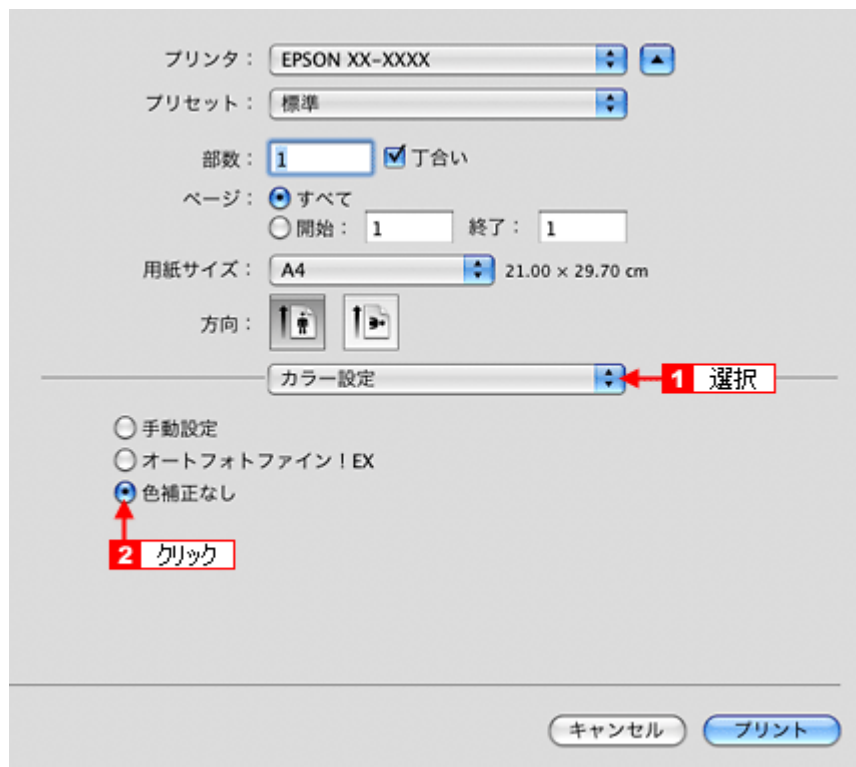 プリンタ： EPSON XX-XXXX
プリセット： 標準
部数： 1 丁合い
ページ： すべて
開始： 1 終了： 1
用紙サイズ： A4 21.00 × 29.70 cm
方向：
カラー設定 1 選択
手動設定
オートフォトファイン！EX
色補正なし
2 クリック
キャンセル プリント